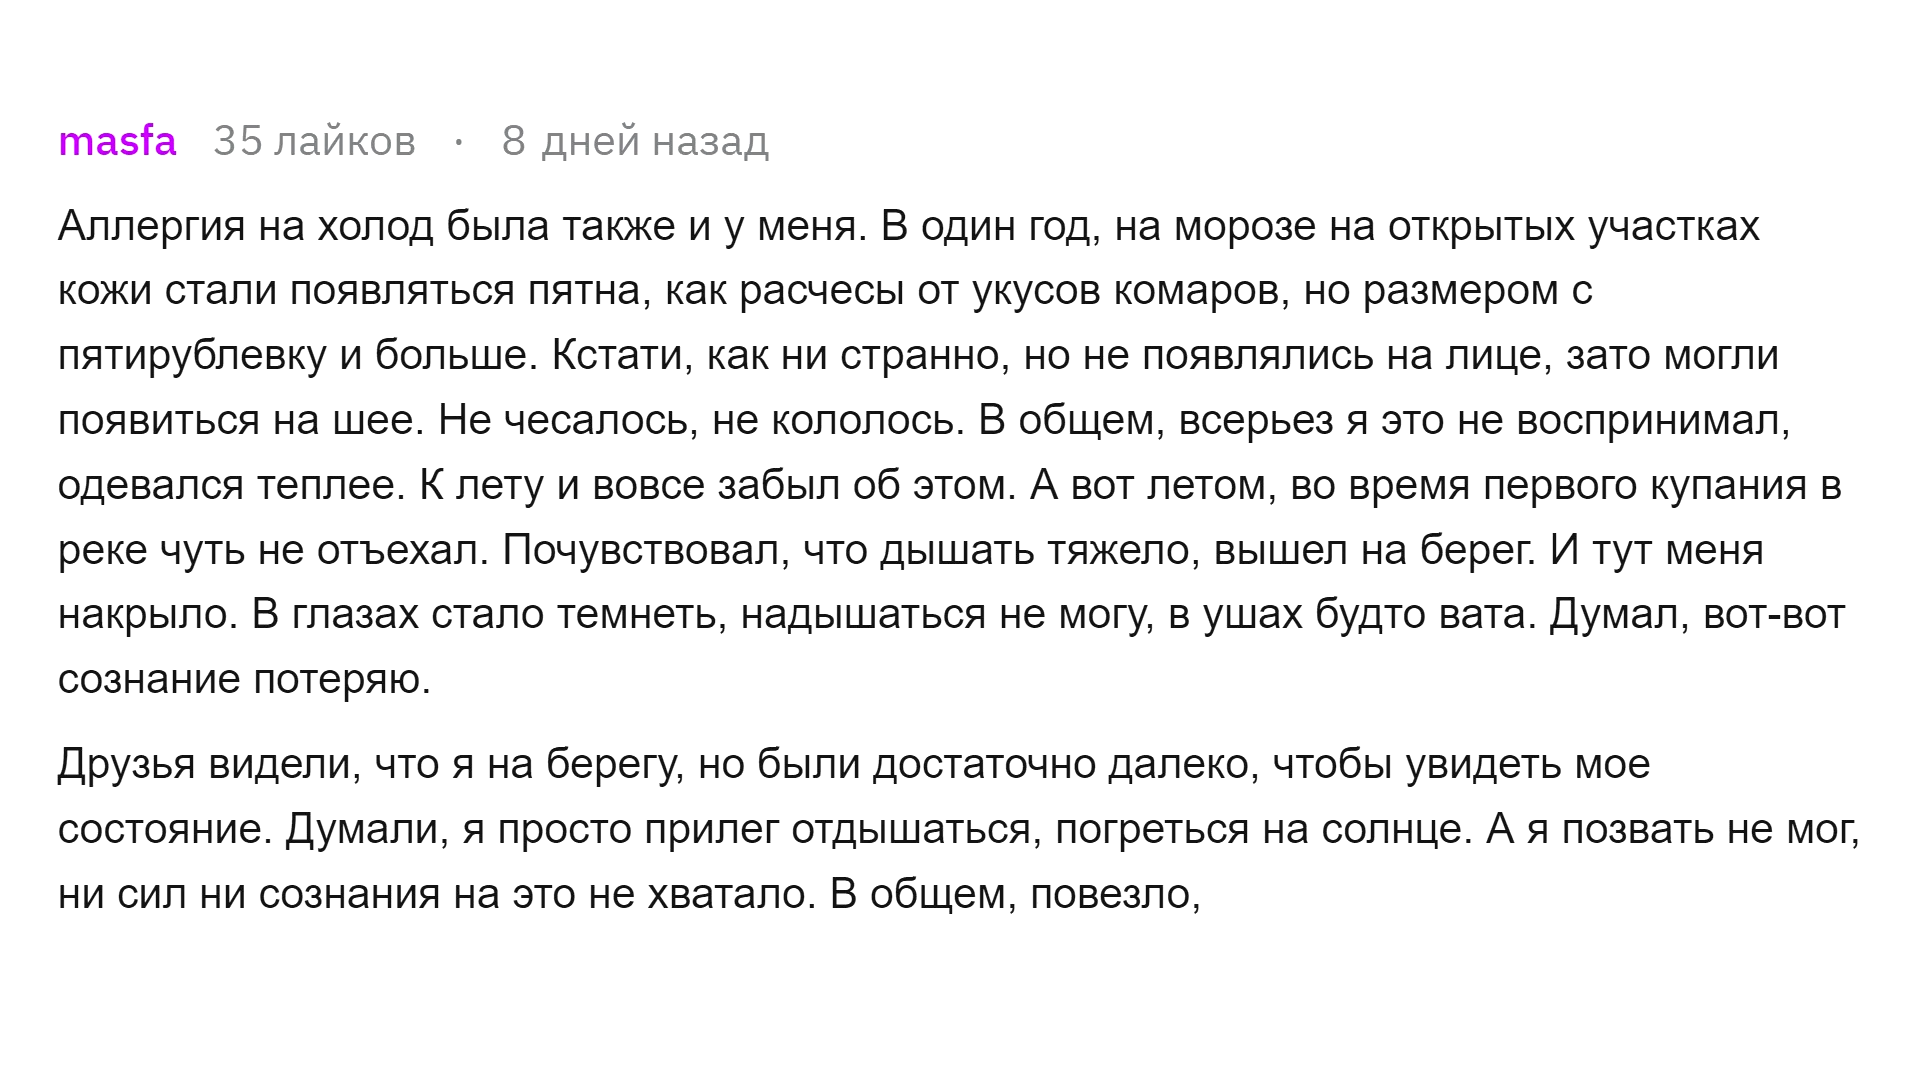 masfa 35 лайков · 8 дней назад
Аллергия на холод была также и у меня. В один год, на морозе на открытых участках
кожи стали появляться пятна, как расчесы от укусов комаров, но размером с
пятирублевку и больше. Кстати, как ни странно, но не появлялись на лице, зато могли
появиться на шее. Не чесалось, не кололось. В общем, всерьез я это не воспринимал,
одевался теплее. К лету и вовсе забыл об этом. А вот летом, во время первого купания в
реке чуть не отъехал. Почувствовал, что дышать тяжело, вышел на берег. И тут меня
накрыло. В глазах стало темнеть, надышаться не могу, в ушах будто вата. Думал, вот-вот
сознание потеряю.
Друзья видели, что я на берегу, но были достаточно далеко, чтобы увидеть мое
состояние. Думали, я просто прилег отдышаться, погреться на солнце. А я позвать не мог,
ни сил ни сознания на это не хватало. В общем, повезло,